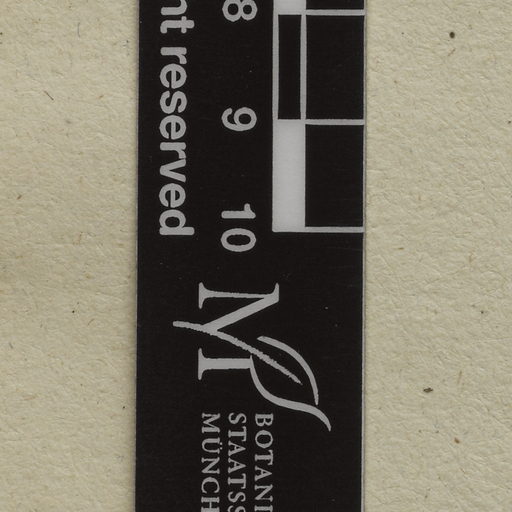 8 9 10
nt reserved
M
BOTANI
STAATSS
MÜNCH